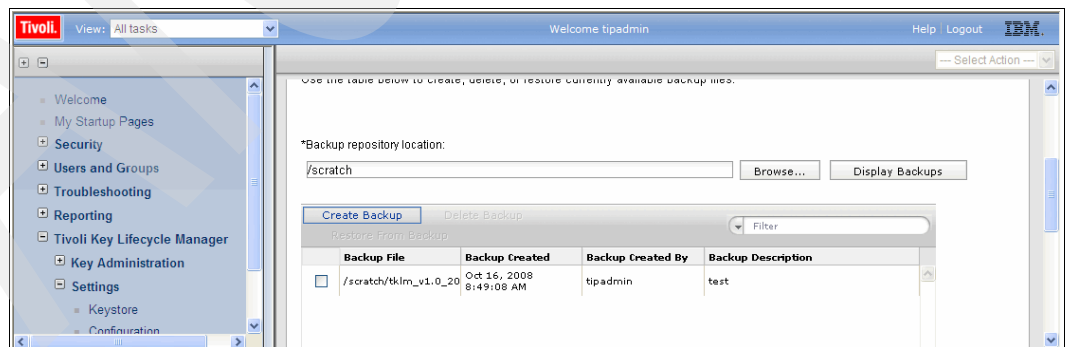 Tivoli. View: All tasks Welcome tipadmin Help Logout IBM.
--- Select Action ---
Use the table below to create, delete, or restore currently available backup files.
Welcome
My Startup Pages
Security
Users and Groups
Troubleshooting
Reporting
Tivoli Key Lifecycle Manager
Key Administration
Settings
Keystore
Configuration
*Backup repository location:
/scratch Browse... Display Backups
Create Backup Delete Backup Filter
Restore From Backup
Backup File Backup Created Backup Created By Backup Description
/scratch/tklm_v1.0_20 Oct 16, 2008 8:49:08 AM tipadmin test